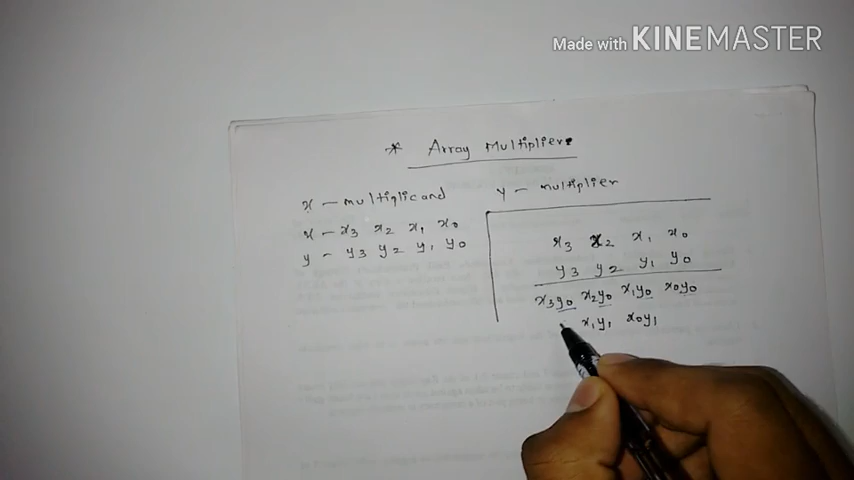 Made with KINEMASTER
* Array Multiplier
x - multiplicand
y - multiplier
x - x3 x2 x1 x0
y - y3 y2 y1 y0
x3 x2 x1 x0
y3 y2 y1 y0
x3y0 x2y0 x1y0 x0y0
x1y1 x0y1